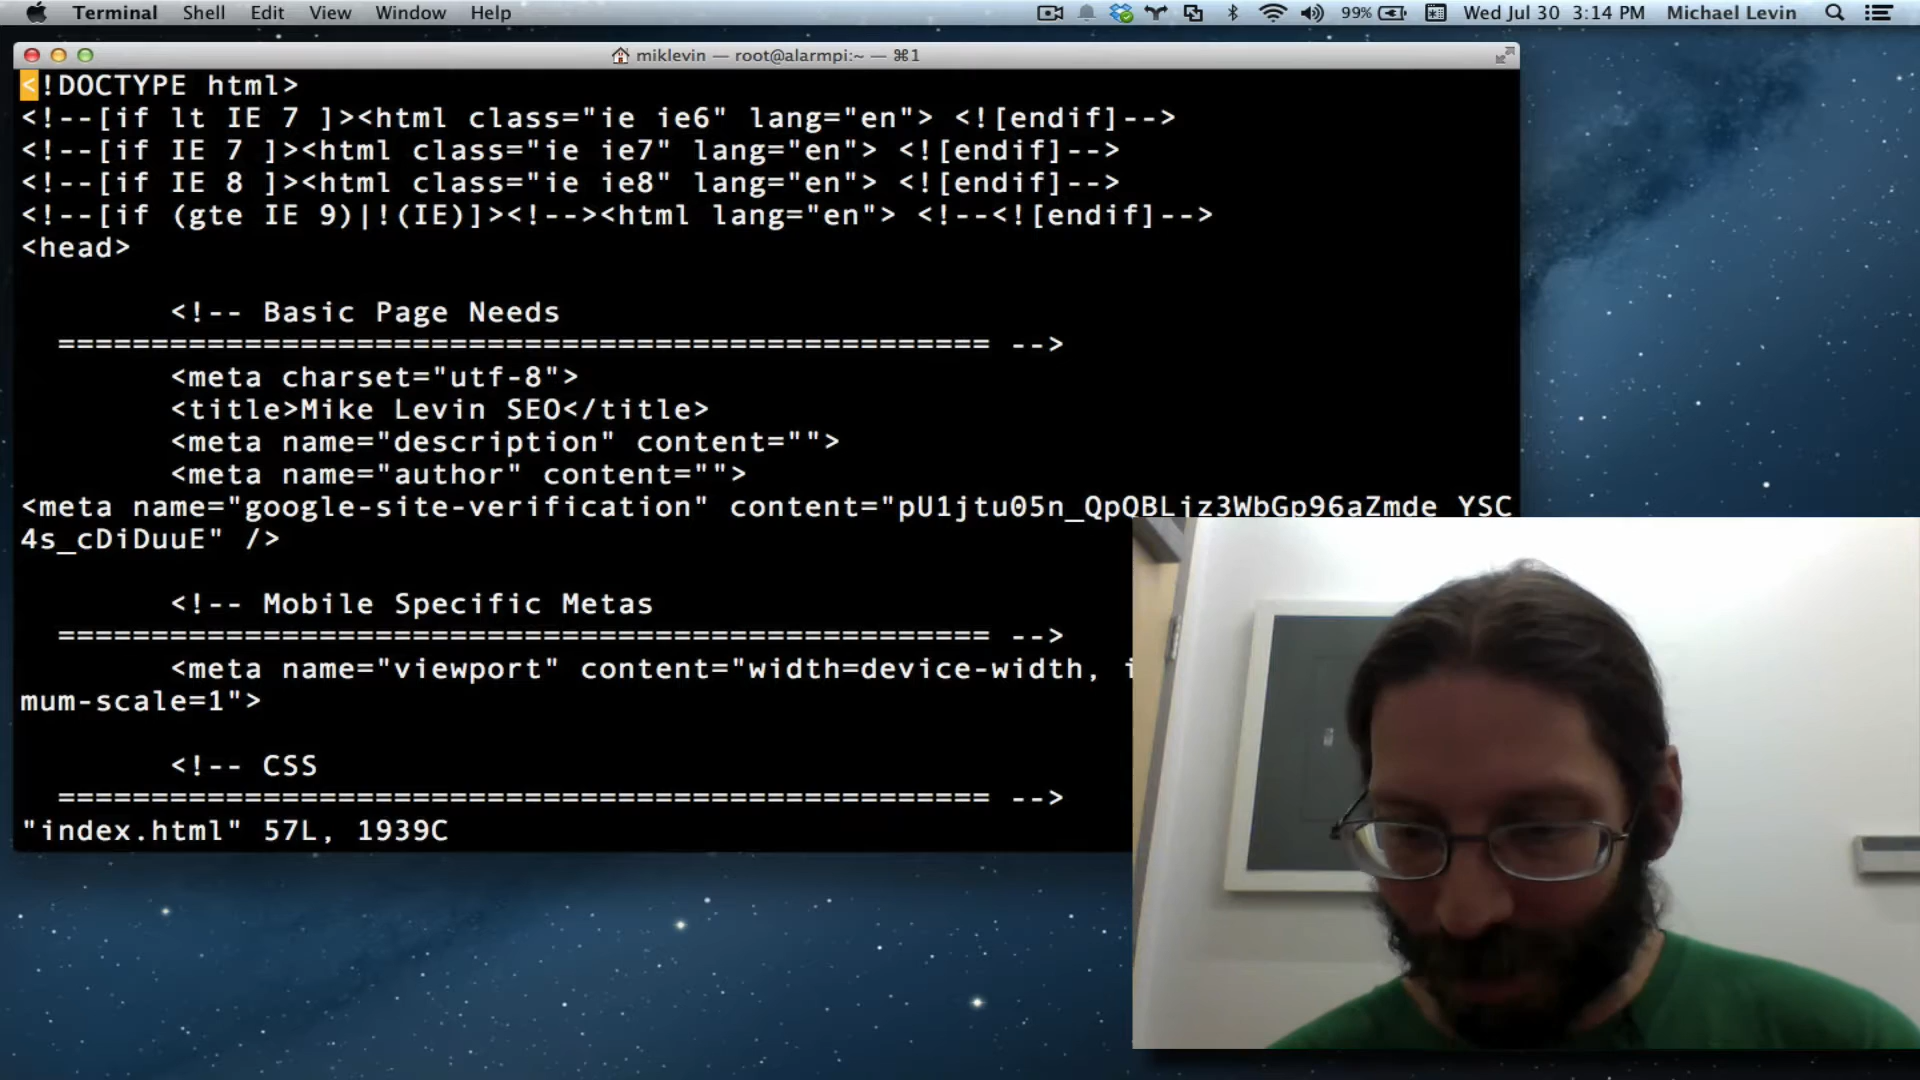 Terminal Shell Edit View Window Help 99% Wed Jul 30 3:14 PM Michael Levin
miklevin — root@alarmpi:~ — ⌘1
<!DOCTYPE html>
<!--[if lt IE 7 ]><html class="ie ie6" lang="en"> <![endif]-->
<!--[if IE 7 ]><html class="ie ie7" lang="en"> <![endif]-->
<!--[if IE 8 ]><html class="ie ie8" lang="en"> <![endif]-->
<!--[if (gte IE 9)|!(IE)]><!--><html lang="en"> <!--<![endif]-->
<head>
<!-- Basic Page Needs
================================================== -->
<meta charset="utf-8">
<title>Mike Levin SEO</title>
<meta name="description" content="">
<meta name="author" content="">
<meta name="google-site-verification" content="pU1jtu05n_QpQBLjz3WbGp96aZmde_YSC
4s_cDiDuuE" />
<!-- Mobile Specific Metas
================================================== -->
<meta name="viewport" content="width=device-width,
mum-scale=1">
<!-- CSS
================================================== -->
"index.html" 57L, 1939C